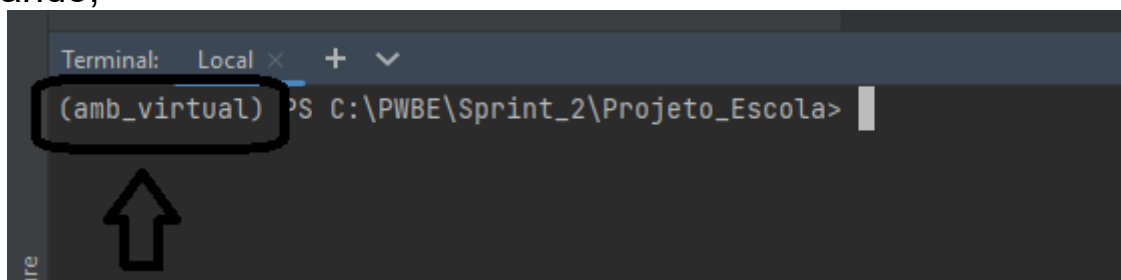 Terminal: Local × + 
(amb_virtual) PS C:\PWBE\Sprint_2\Projeto_Escola>